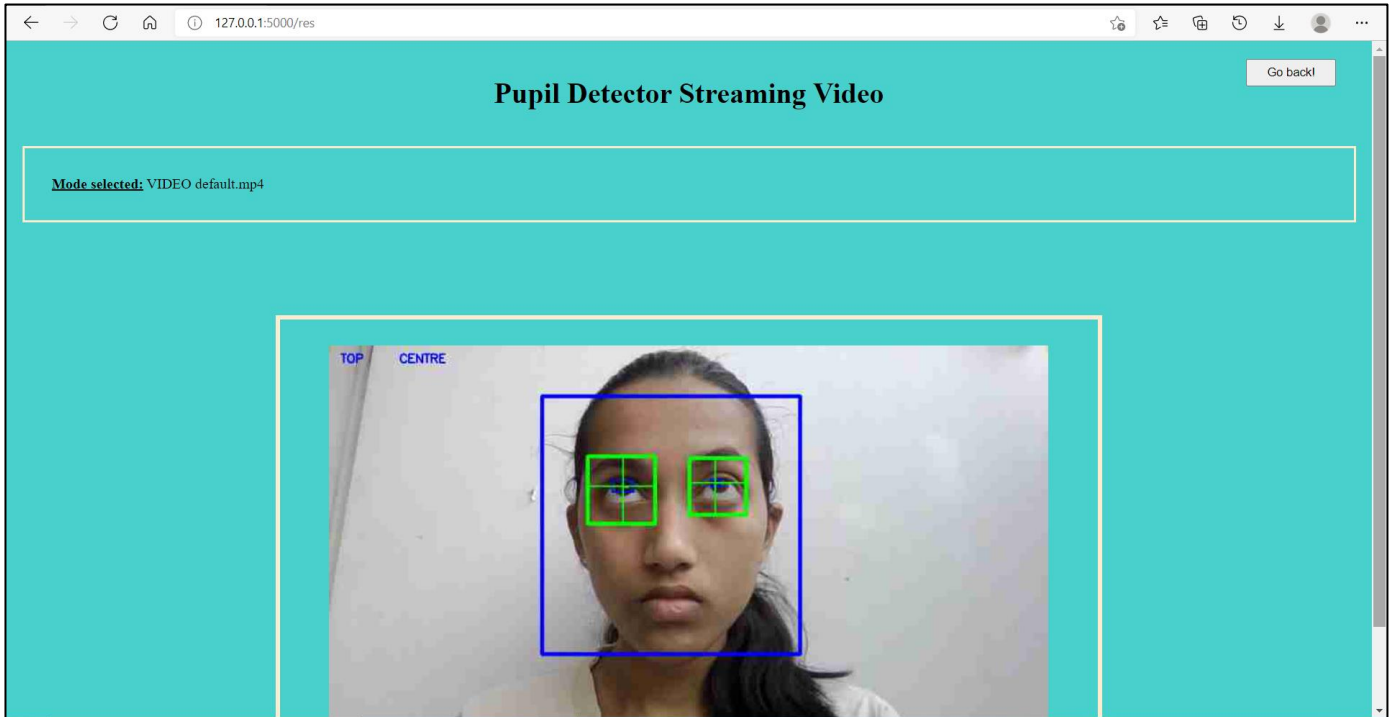 127.0.0.1:5000/res
Go back!
Pupil Detector Streaming Video
Mode selected: VIDEO default.mp4
TOP CENTRE